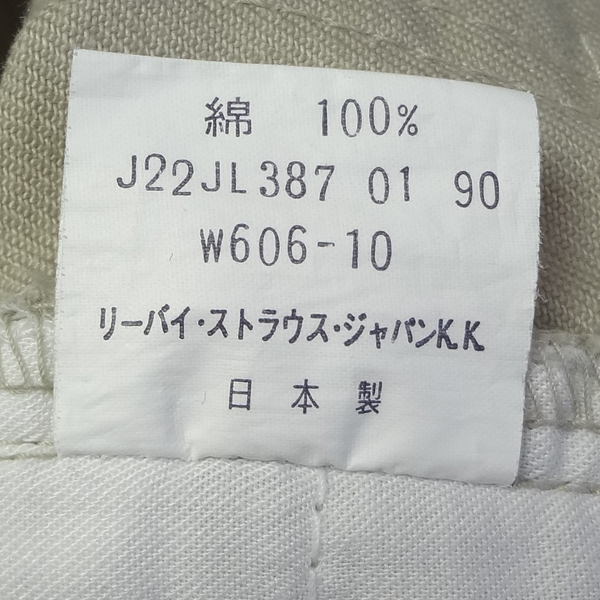 綿 100%
J22JL387 01 90
W606-10
リーバイ・ストラウス・ジャパンK.K
日本製